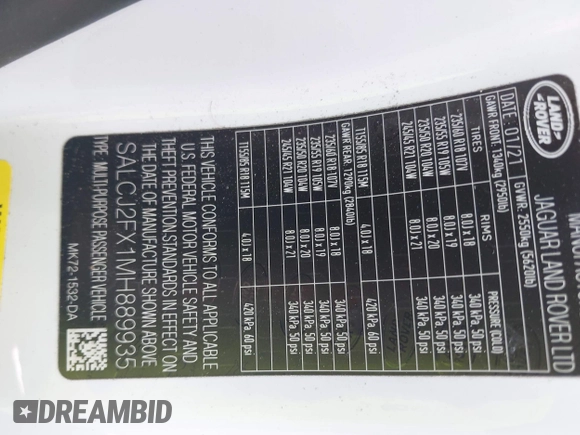 MANUF
JAGUAR LAND ROVER LTD
LAND-
ROVER
DATE: 01/21 GVWR: 2550kg (5620lb)
GAWR FRONT: 1340kg (2950lb)
TIRES RIMS PRESSURE (COLD)
235/60 R18 107V 8.0J x 18 340 kPa, 50 psi
235/55 R19 105W 8.0J x 19 340 kPa, 50 psi
235/50 R20 104W 8.0J x 20 340 kPa, 50 psi
245/45 R21 104W 8.0J x 21 340 kPa, 50 psi
T155/85 R18 115M 4.0J x 18 420 kPa, 60 psi
GAWR REAR: 1290kg (2840lb)
235/60 R18 107V 8.0J x 18 340 kPa, 50 psi
235/55 R19 105W 8.0J x 19 340 kPa, 50 psi
235/50 R20 104W 8.0J x 20 340 kPa, 50 psi
245/45 R21 104W 8.0J x 21 340 kPa, 50 psi
T155/85 R18 115M 4.0J x 18 420 kPa, 60 psi
THIS VEHICLE CONFORMS TO ALL APPLICABLE
U.S. FEDERAL MOTOR VEHICLE SAFETY AND
THEFT PREVENTION STANDARDS IN EFFECT ON
THE DATE OF MANUFACTURE SHOWN ABOVE
SALCJ2FX1MH889935
TYPE: MULTI-PURPOSE PASSENGER VEHICLE
MK72-1532-DA
DREAMBID